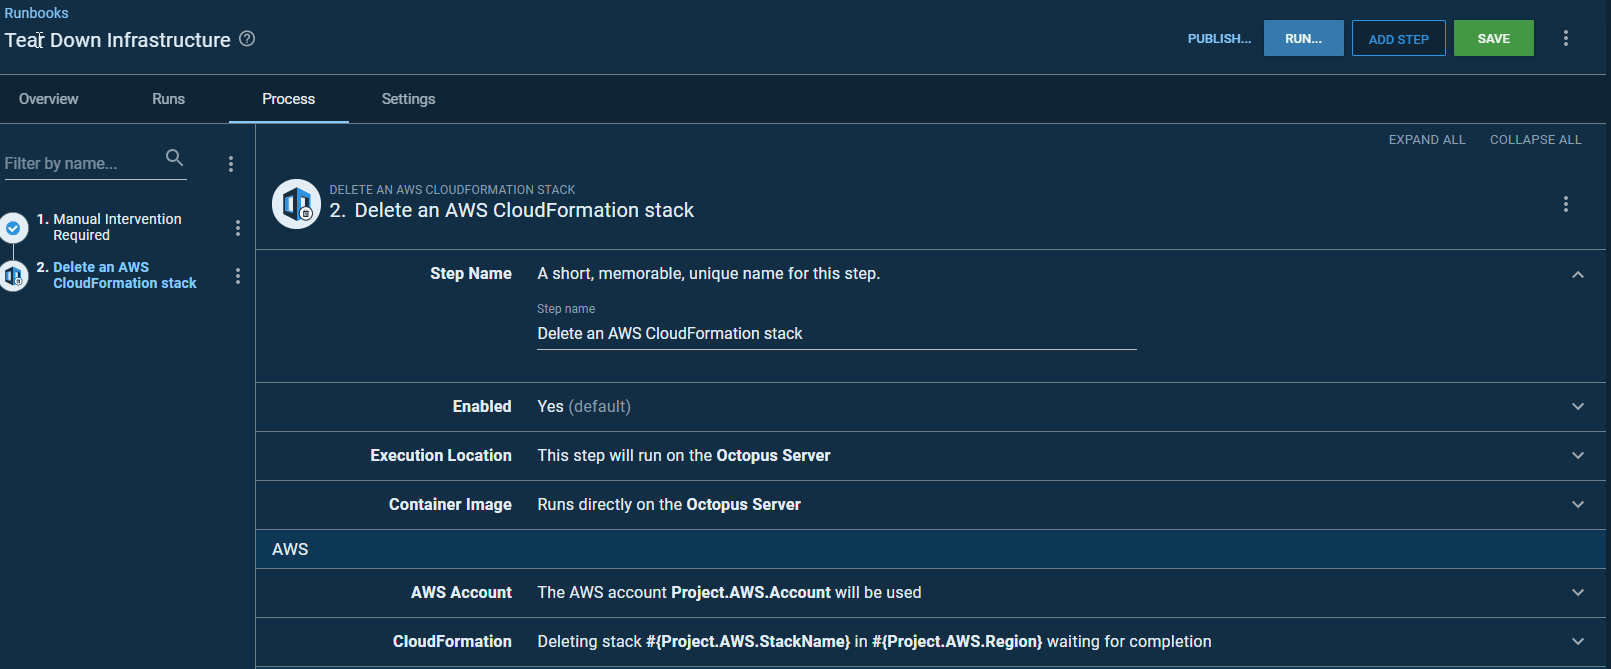 Runbooks
Tear Down Infrastructure
PUBLISH... RUN... ADD STEP SAVE
Overview Runs Process Settings
Filter by name...
1. Manual Intervention
Required
2. Delete an AWS
CloudFormation stack
EXPAND ALL COLLAPSE ALL
DELETE AN AWS CLOUDFORMATION STACK
2. Delete an AWS CloudFormation stack
Step Name A short, memorable, unique name for this step.
Step name
Delete an AWS CloudFormation stack
Enabled Yes (default)
Execution Location This step will run on the Octopus Server
Container Image Runs directly on the Octopus Server
AWS
AWS Account The AWS account Project.AWS.Account will be used
CloudFormation Deleting stack #{Project.AWS.StackName} in #{Project.AWS.Region} waiting for completion